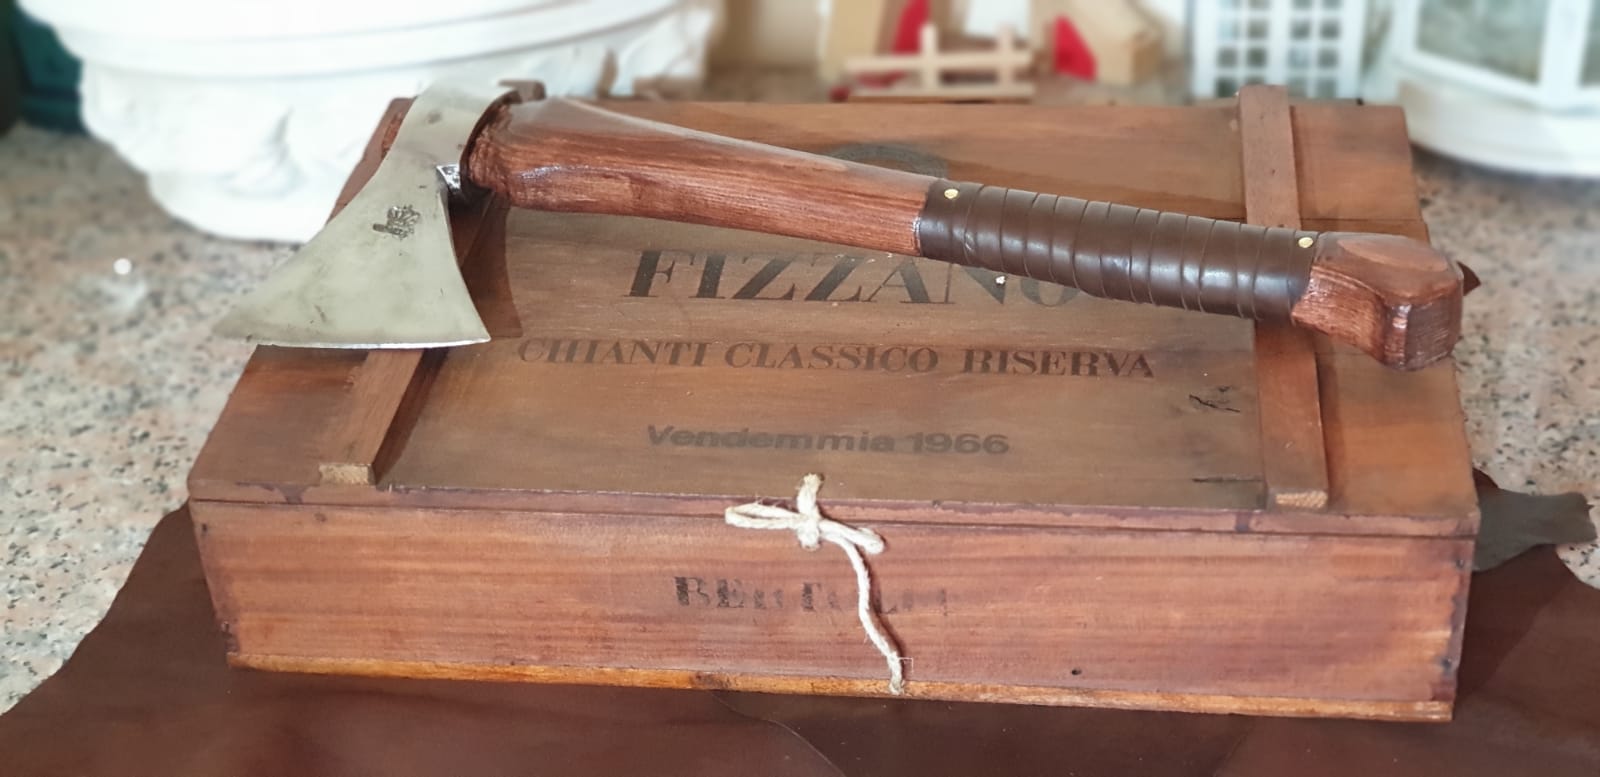 FIZZANO
CHIANTI CLASSICO RISERVA
Vendemmia 1966